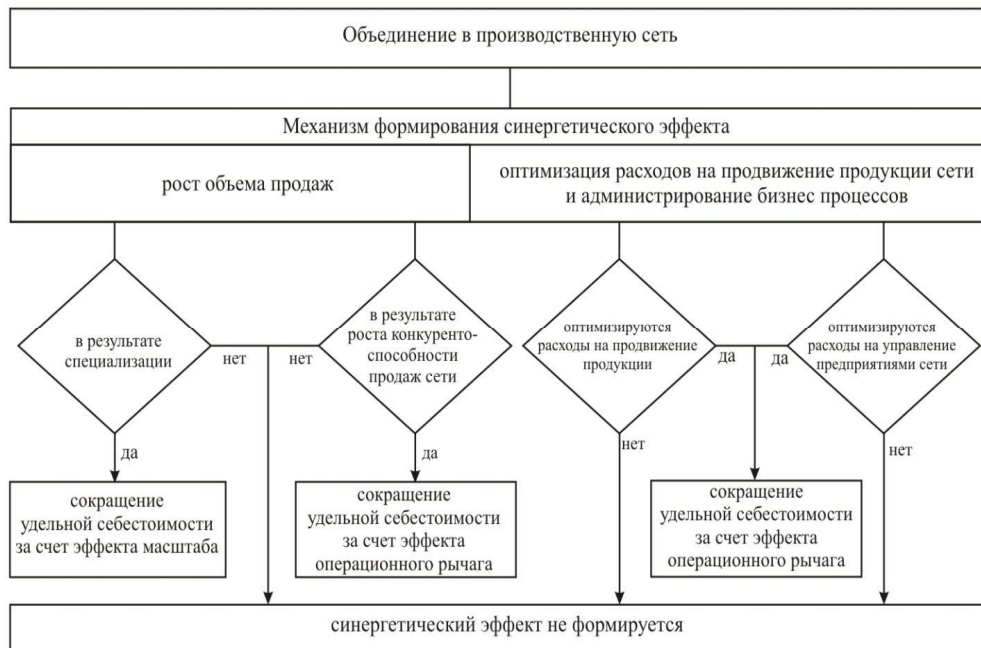 Объединение в производственную сеть
Механизм формирования синергетического эффекта
рост объема продаж
оптимизация расходов на продвижение продукции сети
и администрирование бизнес процессов
в результате
специализации
нет
нет
в результате
роста конкуренто-
способности
продаж сети
оптимизируются
расходы на продвижение
продукции
да
да
оптимизируются
расходы на управление
предприятиями сети
да
да
нет
нет
сокращение
удельной себестоимости
за счет эффекта масштаба
сокращение
удельной себестоимости
за счет эффекта
операционного рычага
сокращение
удельной себестоимости
за счет эффекта
операционного рычага
синергетический эффект не формируется